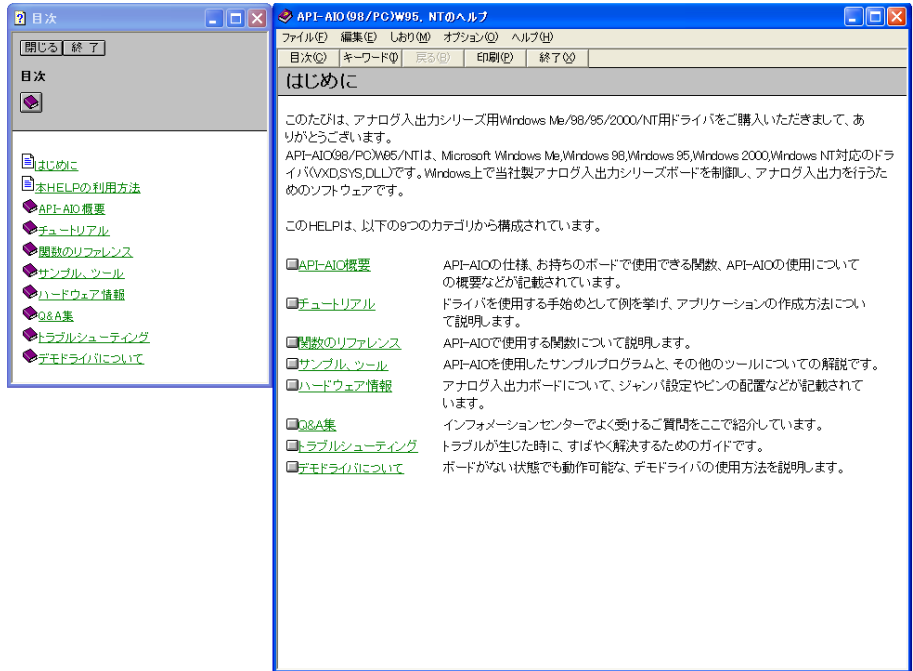 目次
閉じる 終 了
目次
はじめに
本HELPの利用方法
API-AIO 概要
チュートリアル
関数のリファレンス
サンプル、ツール
ハードウェア情報
Q&A集
トラブルシューティング
デモドライバについて
API-AIO(98/PC)W95, NTのヘルプ
ファイル(F) 編集(E) しおり(M) オプション(O) ヘルプ(H)
目次(C) キーワード(I) 戻る(B) 印刷(P) 終了(X)
はじめに
このたびは、アナログ入出力シリーズ用Windows Me/98/95/2000/NT用ドライバをご購入いただきまして、あ
りがとうございます。
API-AIO(98/PC)W95/NTは、Microsoft Windows Me,Windows 98,Windows 95,Windows 2000,Windows NT対応のドラ
イバ(VXD,SYS,DLL)です。Windows上で当社製アナログ入出力シリーズボードを制御し、アナログ入出力を行うた
めのソフトウェアです。
このHELPは、以下の9つのカテゴリから構成されています。
API-AIO概要 API-AIOの仕様、お持ちのボードで使用できる関数、API-AIOの使用について
の概要などが記載されています。
チュートリアル ドライバを使用する手始めとして例を挙げ、アプリケーションの作成方法につい
て説明します。
関数のリファレンス API-AIOで使用する関数について説明します。
サンプル、ツール API-AIOを使用したサンプルプログラムと、その他のツールについての解説です。
ハードウェア情報 アナログ入出力ボードについて、ジャンパ設定やピンの配置などが記載されて
います。
Q&A集 インフォメーションセンターでよく受けるご質問をここで紹介しています。
トラブルシューティング トラブルが生じた時に、すばやく解決するためのガイドです。
デモドライバについて ボードがない状態でも動作可能な、デモドライバの使用方法を説明します。